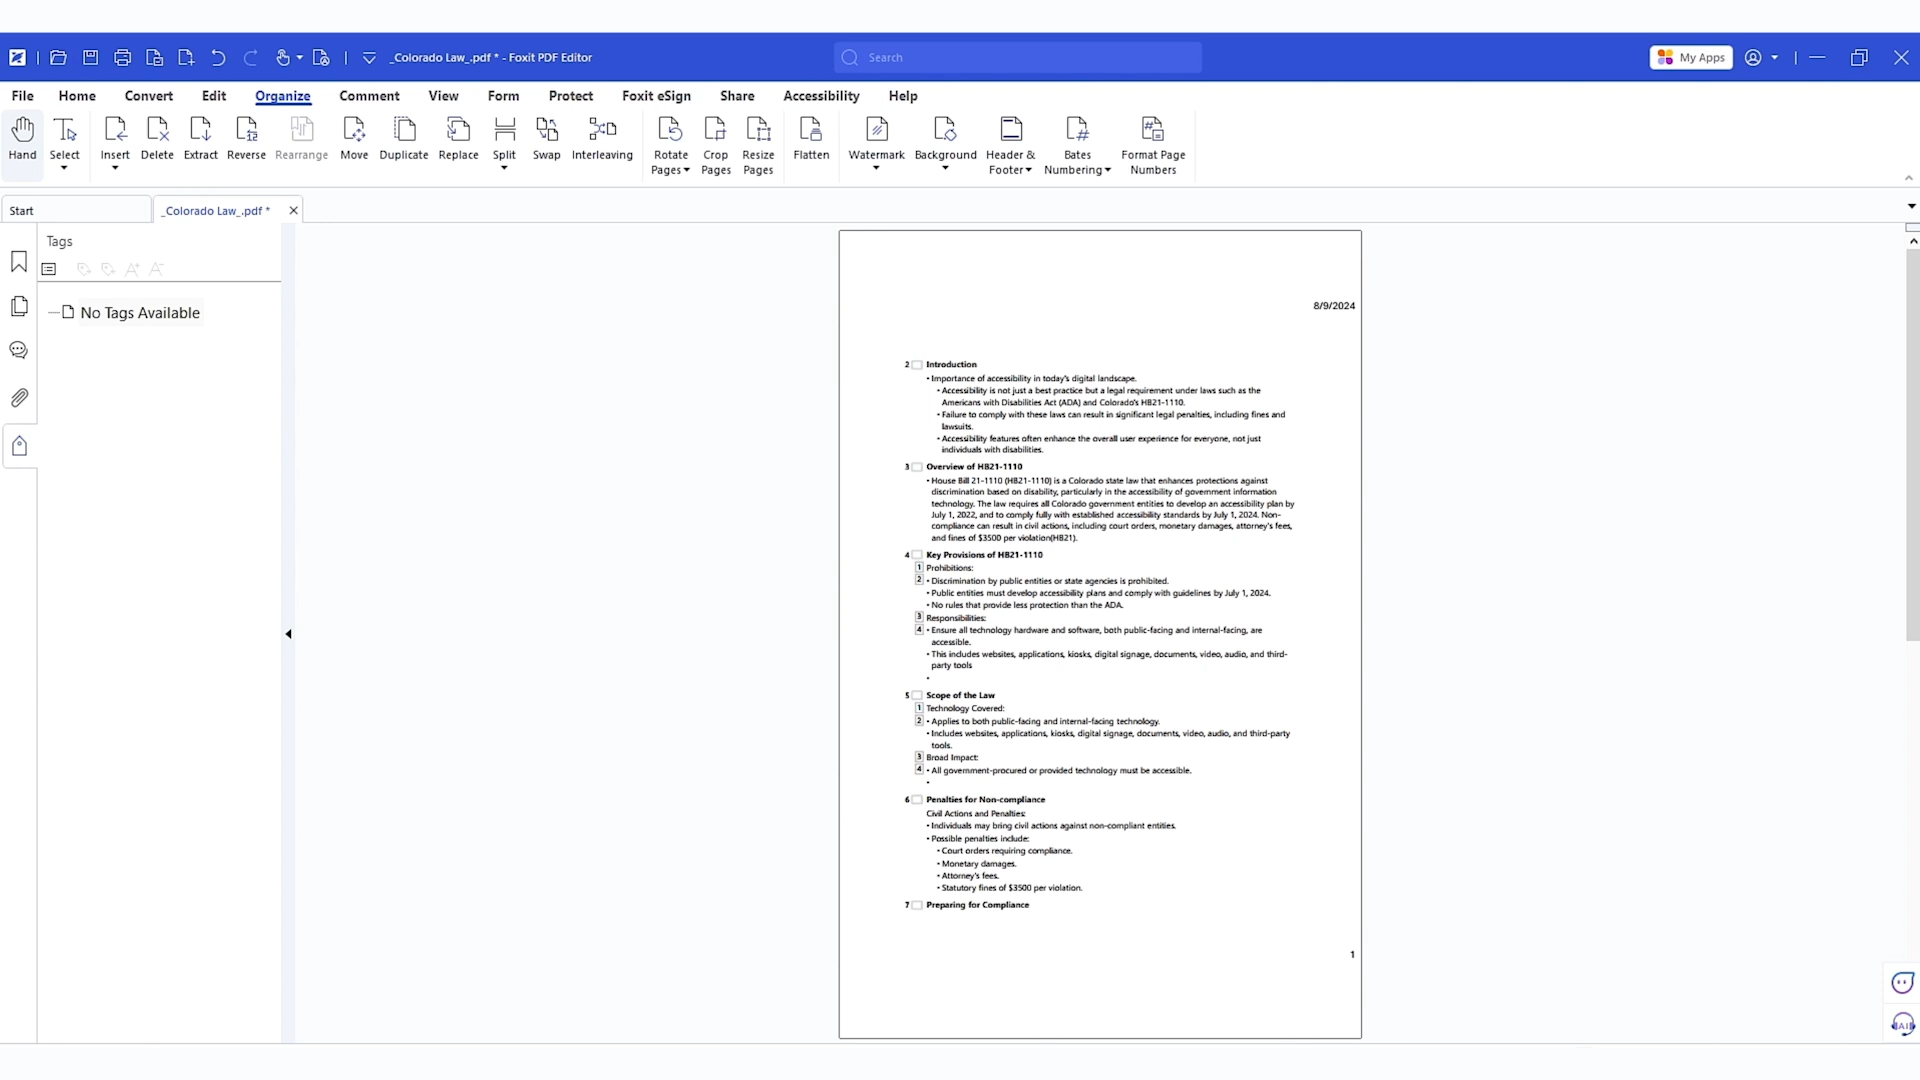 _Colorado Law_.pdf * - Foxit PDF Editor
Search
My Apps
File Home Convert Edit Organize Comment View Form Protect Foxit eSign Share Accessibility Help
Hand Select Insert Delete Extract Reverse Rearrange Move Duplicate Replace Split Swap Interleaving Rotate Pages Crop Pages Resize Pages Flatten Watermark Background Header & Footer Bates Numbering Format Page Numbers
Start _Colorado Law_.pdf *
Tags
No Tags Available
8/9/2024
2 Introduction
• Importance of accessibility in today's digital landscape.
• Accessibility is not just a best practice but a legal requirement under laws such as the
Americans with Disabilities Act (ADA) and Colorado's HB21-1110.
• Failure to comply with these laws can result in significant legal penalties, including fines and
lawsuits.
• Accessibility features often enhance the overall user experience for everyone, not just
individuals with disabilities.
3 Overview of HB21-1110
• House Bill 21-1110 (HB21-1110) is a Colorado state law that enhances protections against
discrimination based on disability, particularly in the accessibility of government information
technology. The law requires all Colorado government entities to develop an accessibility plan by
July 1, 2022, and to comply fully with established accessibility standards by July 1, 2024. Non-
compliance can result in civil actions, including court orders, monetary damages, attorney's fees,
and fines of $3500 per violation(HB21).
4 Key Provisions of HB21-1110
1 Prohibitions:
2 • Discrimination by public entities or state agencies is prohibited.
• Public entities must develop accessibility plans and comply with guidelines by July 1, 2024.
• No rules that provide less protection than the ADA.
3 Responsibilities:
4 • Ensure all technology hardware and software, both public-facing and internal-facing, are
accessible.
• This includes websites, applications, kiosks, digital signage, documents, video, audio, and third-
party tools
•
5 Scope of the Law
1 Technology Covered:
2 • Applies to both public-facing and internal-facing technology.
• Includes websites, applications, kiosks, digital signage, documents, video, audio, and third-party
tools.
3 Broad Impact:
4 • All government-procured or provided technology must be accessible.
•
6 Penalties for Non-compliance
Civil Actions and Penalties:
• Individuals may bring civil actions against non-compliant entities.
• Possible penalties include:
• Court orders requiring compliance.
• Monetary damages.
• Attorney's fees.
• Statutory fines of $3500 per violation.
7 Preparing for Compliance
1
AI